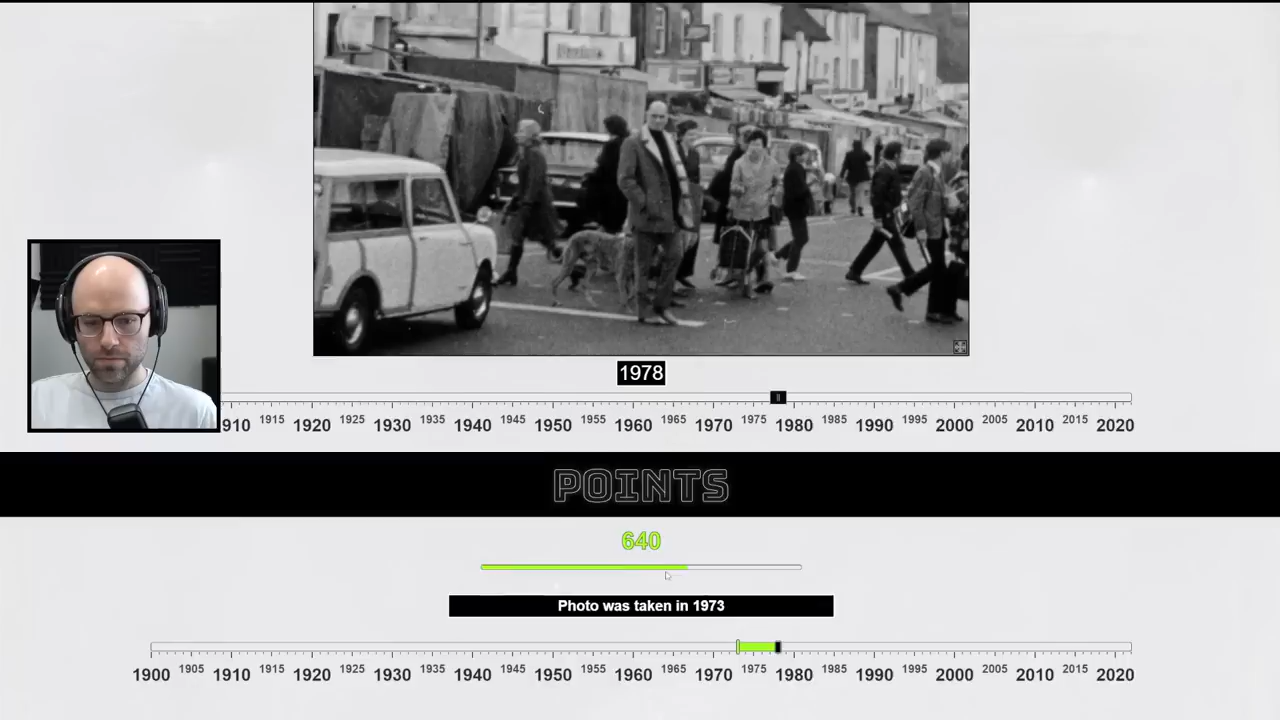 1978
910 1915 1920 1925 1930 1935 1940 1945 1950 1955 1960 1965 1970 1975 1980 1985 1990 1995 2000 2005 2010 2015 2020
POINTS
640
Photo was taken in 1973
1900 1905 1910 1915 1920 1925 1930 1935 1940 1945 1950 1955 1960 1965 1970 1975 1980 1985 1990 1995 2000 2005 2010 2015 2020